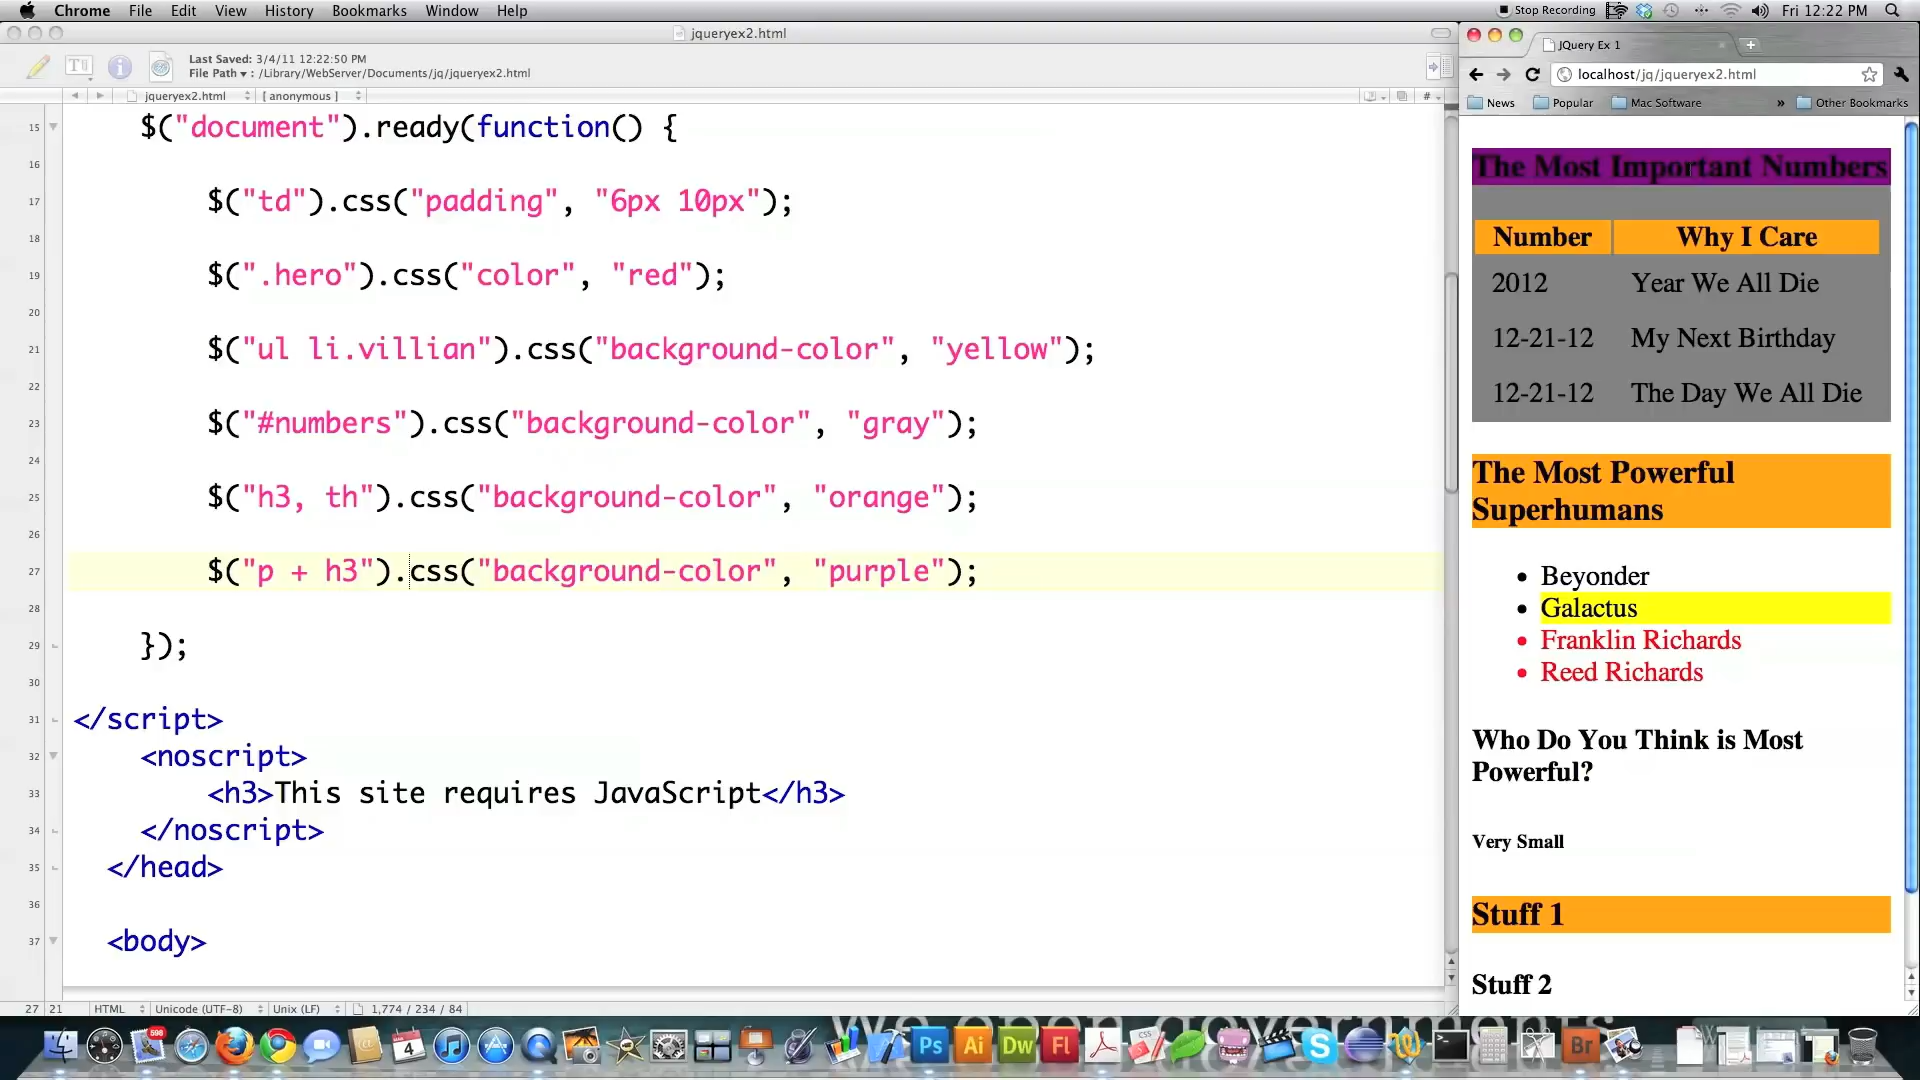 Chrome File Edit View History Bookmarks Window Help
Stop Recording
Fri 12:22 PM
jqueryex2.html
Last Saved: 3/4/11 12:22:50 PM
File Path ▾ : /Library/WebServer/Documents/jq/jqueryex2.html
jqueryex2.html [ anonymous ]
#
15 $("document").ready(function() {
16
17 $("td").css("padding", "6px 10px");
18
19 $(".hero").css("color", "red");
20
21 $("ul li.villian").css("background-color", "yellow");
22
23 $("#numbers").css("background-color", "gray");
24
25 $("h3, th").css("background-color", "orange");
26
27 $("p + h3").css("background-color", "purple");
28
29 });
30
31 </script>
32 <noscript>
33 <h3>This site requires JavaScript</h3>
34 </noscript>
35 </head>
36
37 <body>
27 21 HTML Unicode (UTF-8) Unix (LF) 1,774 / 234 / 84
JQuery Ex 1
localhost/jq/jqueryex2.html
News Popular Mac Software » Other Bookmarks
The Most Important Numbers
Number Why I Care
2012 Year We All Die
12-21-12 My Next Birthday
12-21-12 The Day We All Die
The Most Powerful
Superhumans
Beyonder
Galactus
Franklin Richards
Reed Richards
Who Do You Think is Most
Powerful?
Very Small
Stuff 1
Stuff 2
598
4
Ps Ai Dw Fl
CSS
S
Br